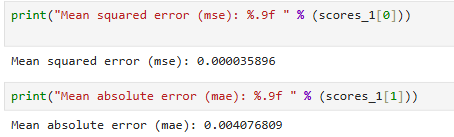 print("Mean squared error (mse): %.9f " % (scores_1[0]))
Mean squared error (mse): 0.000035896
print("Mean absolute error (mae): %.9f " % (scores_1[1]))
Mean absolute error (mae): 0.004076809